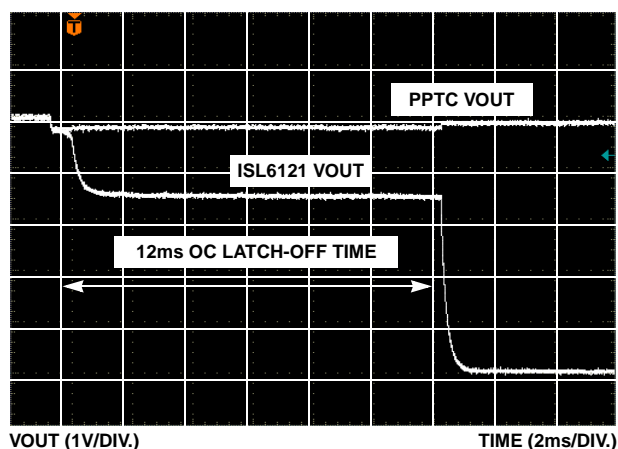 T
PPTC VOUT
ISL6121 VOUT
12ms OC LATCH-OFF TIME
VOUT (1V/DIV.)
TIME (2ms/DIV.)